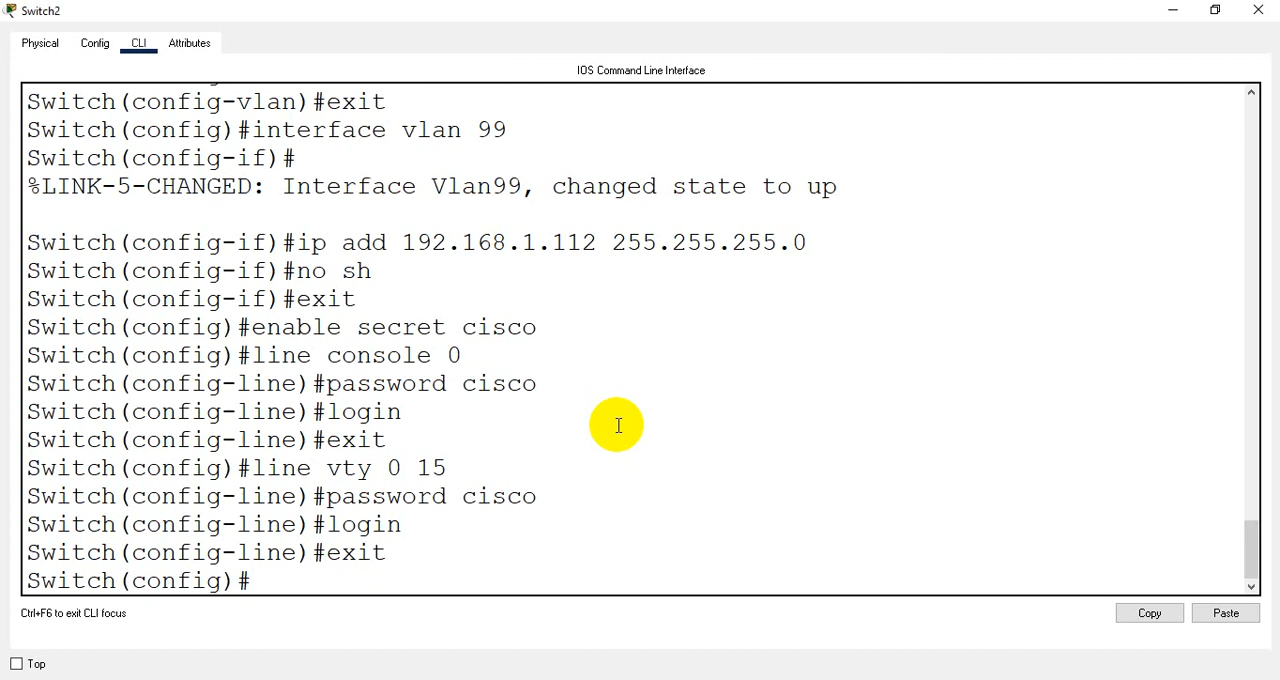 Switch2
Physical Config CLI Attributes
IOS Command Line Interface
Switch(config-vlan)#exit
Switch(config)#interface vlan 99
Switch(config-if)#
%LINK-5-CHANGED: Interface Vlan99, changed state to up
Switch(config-if)#ip add 192.168.1.112 255.255.255.0
Switch(config-if)#no sh
Switch(config-if)#exit
Switch(config)#enable secret cisco
Switch(config)#line console 0
Switch(config-line)#password cisco
Switch(config-line)#login
Switch(config-line)#exit
Switch(config)#line vty 0 15
Switch(config-line)#password cisco
Switch(config-line)#login
Switch(config-line)#exit
Switch(config)#
Ctrl+F6 to exit CLI focus
Copy Paste
Top